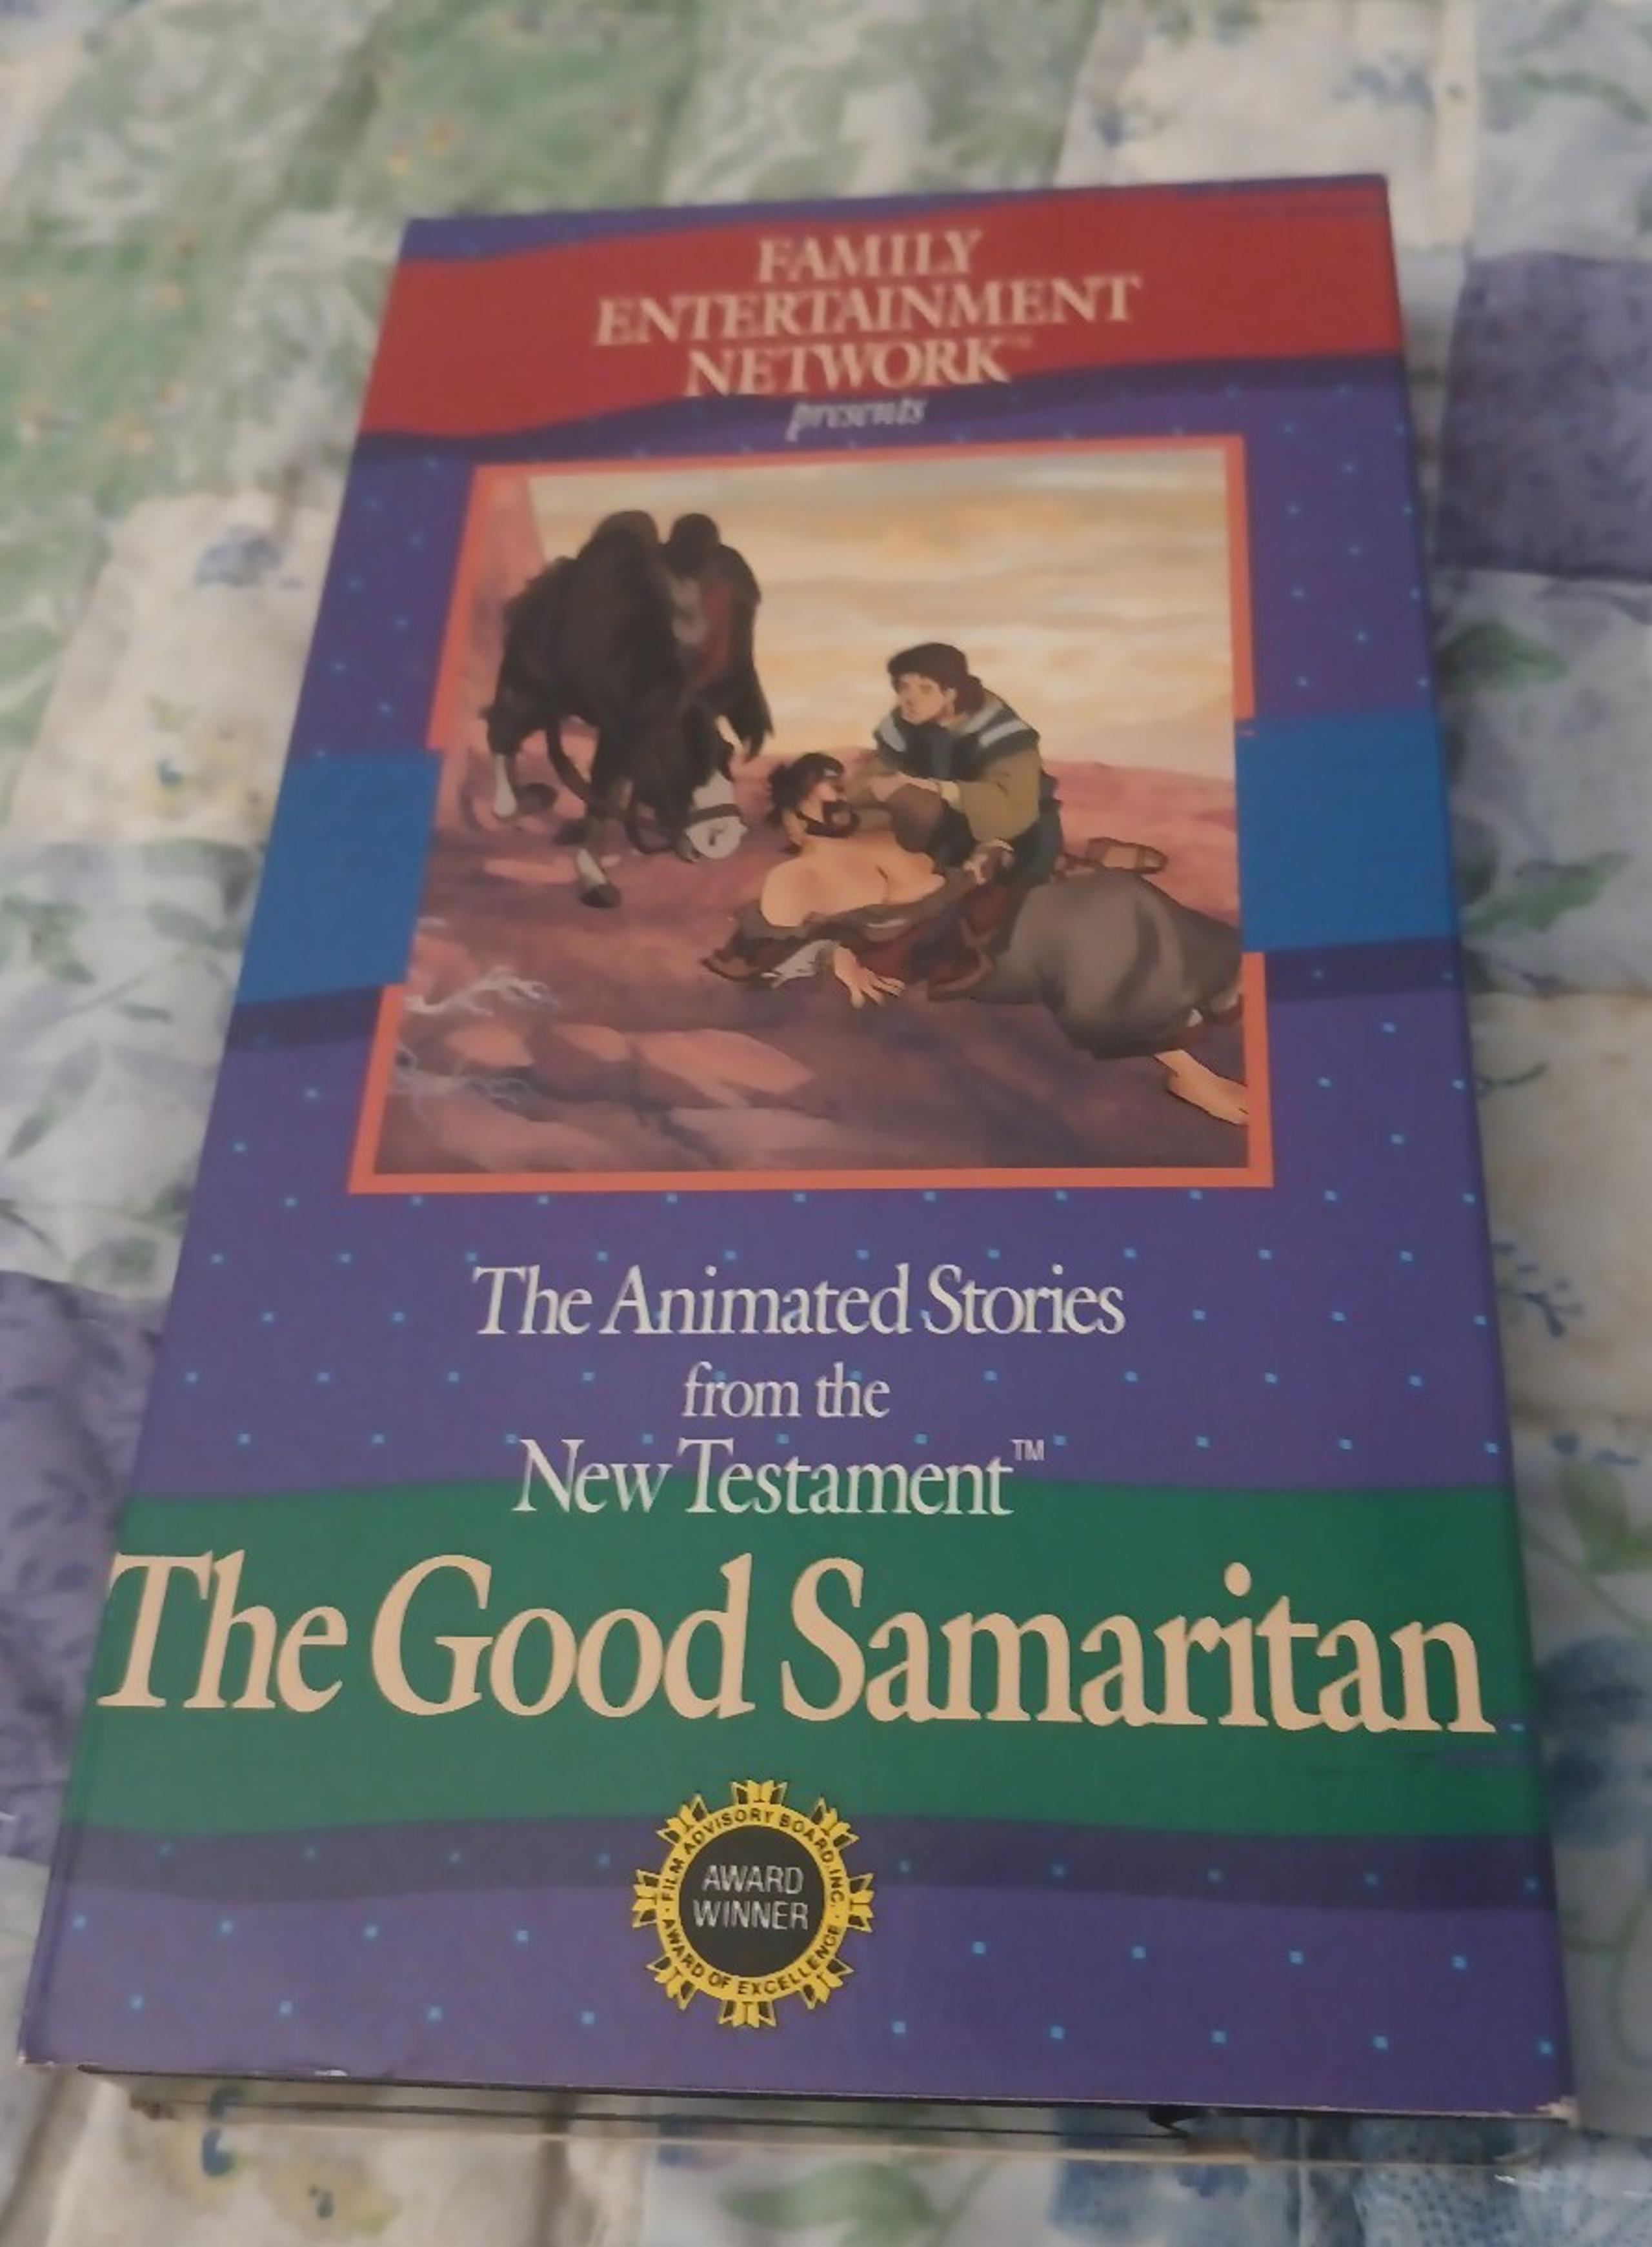 FAMILY
ENTERTAINMENT
NETWORK™
presents
The Animated Stories
from the
New Testament™
The Good Samaritan
FILM ADVISORY BOARD, INC.
AWARD
WINNER
AWARD OF EXCELLENCE